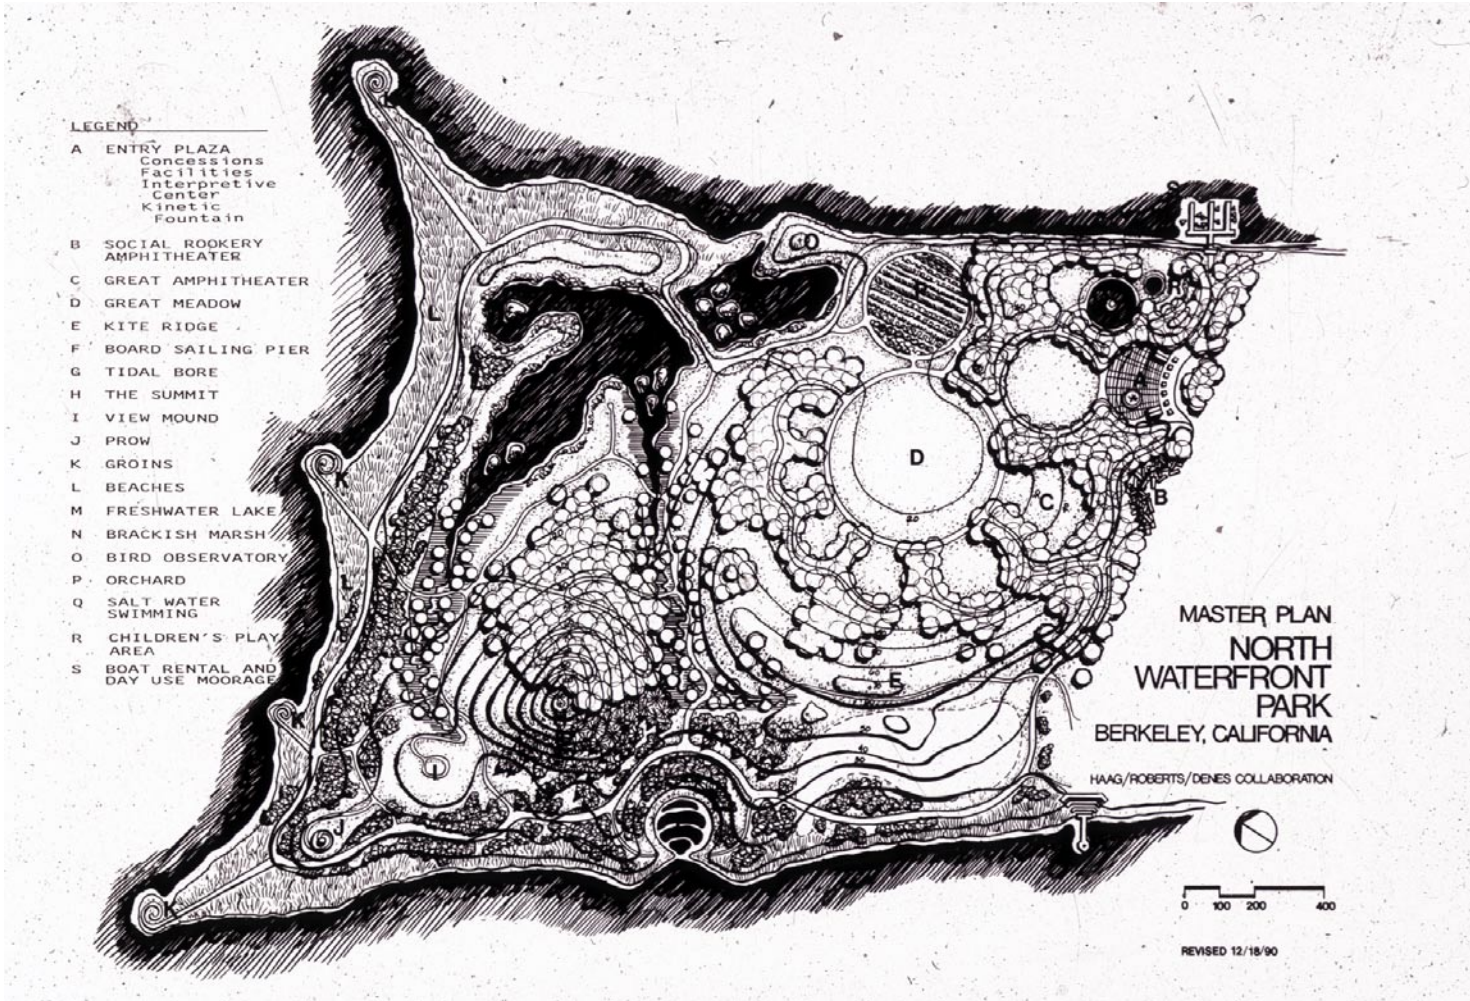 LEGEND
A ENTRY PLAZA
Concessions
Facilities
Interpretive
Center
Kinetic
Fountain
B SOCIAL ROOKERY
AMPHITHEATER
C GREAT AMPHITHEATER
D GREAT MEADOW
E KITE RIDGE
F BOARD SAILING PIER
G TIDAL BORE
H THE SUMMIT
I VIEW MOUND
J PROW
K GROINS
L BEACHES
M FRESHWATER LAKE
N BRACKISH MARSH
O BIRD OBSERVATORY
P ORCHARD
Q SALT WATER
SWIMMING
R CHILDREN'S PLAY
AREA
S BOAT RENTAL AND
DAY USE MOORAGE
K
S
O
P
R
L
A
K
D
C
B
20
L
E
K
I
20
40
J
K
MASTER PLAN
NORTH
WATERFRONT
PARK
BERKELEY, CALIFORNIA
HAAG/ROBERTS/DENES COLLABORATION
0 100 200 400
REVISED 12/18/90